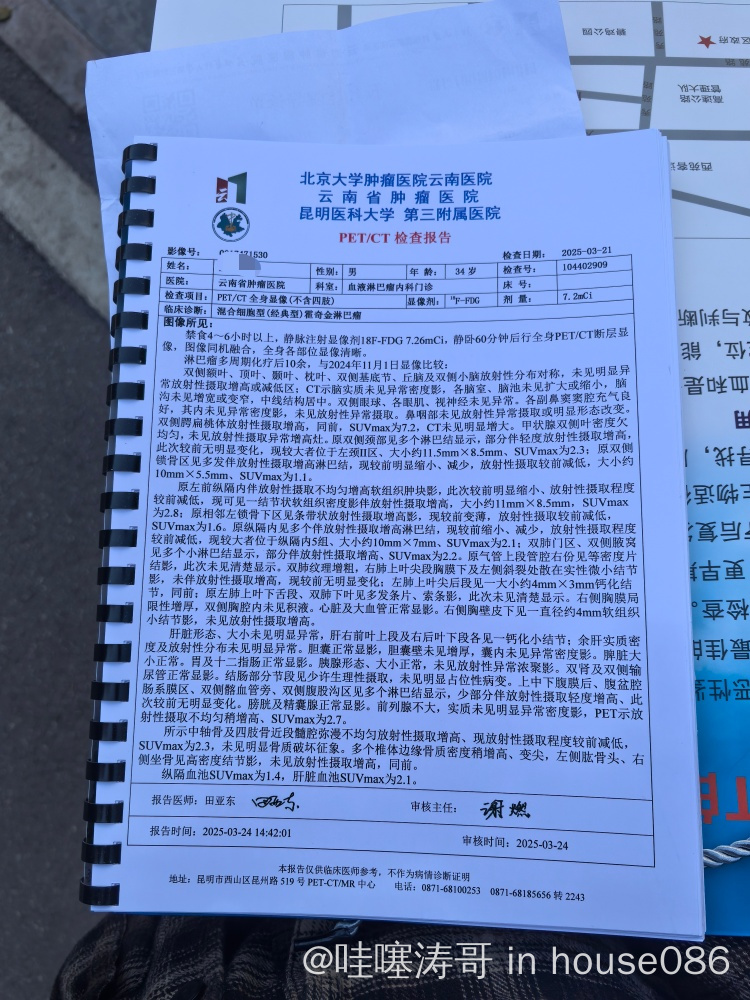 碧鸡公园
区政府
管理大队
高速公路
西苑香
北京大学肿瘤医院云南医院
云南省肿瘤医院
昆明医科大学 第三附属医院
PET/CT 检查报告
影像号： 1530 检查日期： 2025-03-21
姓名： 性别： 男 年 龄： 34 岁 检查号： 104402909
医院： 云南省肿瘤医院 科室： 血液淋巴瘤内科门诊 床 号：
检查项目： PET/CT 全身显像(不含四肢) 显像剂： ¹⁸F-FDG 剂 量： 7.2mCi
临床诊断： 混合细胞型(经典型)霍奇金淋巴瘤
图像所见：
禁食4～6小时以上，静脉注射显像剂18F-FDG 7.26mCi，静卧60分钟后行全身PET/CT断层显
像，图像同机融合，全身各部位显像清晰。
淋巴瘤多周期化疗后10余，与2024年11月1日显像比较：
双侧额叶、顶叶、颞叶、枕叶、双侧基底节、丘脑及双侧小脑放射性分布对称，未见明显异
常放射性摄取增高或减低区；CT示脑实质未见异常密度影，各脑室、脑池未见扩大或缩小，脑
沟未见增宽或变窄，中线结构居中。双侧眼球、各眼肌、视神经未见异常。各副鼻窦窦腔充气良
好，其内未见异常密度影，未见放射性异常摄取。鼻咽部未见放射性异常摄取或明显形态改变。
双侧腭扁桃体放射性摄取增高，同前，SUVmax为7.2，CT未见明显增大。甲状腺双侧叶密度欠
均匀，未见放射性摄取异常增高灶。原双侧颈部见多个淋巴结显示，部分伴轻度放射性摄取增高，
此次较前无明显变化，现较大者位于左颈II区、大小约11.5mm×8.5mm、SUVmax为2.3；原双侧
锁骨区见多发伴放射性摄取增高淋巴结，现较前明显缩小、减少，放射性摄取较前减低，大小约
10mm×5.5mm、SUVmax为1.1。
原左前纵隔内伴放射性摄取不均匀增高软组织肿块影，此次较前明显缩小、放射性摄取程度
较前减低，现可见一结节状软组织密度影伴放射性摄取增高，大小约11mm×8.5mm，SUVmax
为2.8；原相邻左锁骨下区见条带状放射性摄取增高影，现较前变薄，放射性摄取较前减低，
SUVmax为1.6。原纵隔内见多个伴放射性摄取增高淋巴结，现较前缩小、减少，放射性摄取程度
较前减低，现较大者位于纵隔内5组、大小约10mm×7mm、SUVmax为2.1；双肺门区、双侧腋窝
见多个小淋巴结显示，部分伴放射性摄取增高、SUVmax为2.2。原气管上段管腔右份见等密度片
结影，此次未见清楚显示。双肺纹理增粗，右肺上叶尖段胸膜下及左侧斜裂处散在实性微小结节
影，未伴放射性摄取增高，现较前无明显变化；左肺上叶尖后段见一大小约4mm×3mm钙化结
节，同前；原左肺上叶下舌段、双肺下叶见多发条片、索条影，此次未见清楚显示。右侧胸膜局
限性增厚，双侧胸腔内未见积液。心脏及大血管正常显影。右侧胸壁皮下见一直径约4mm软组织
小结节影，未见放射性摄取增高。
肝脏形态、大小未见明显异常，肝右前叶上段及右后叶下段各见一钙化小结节；余肝实质密
度及放射性分布未见明显异常。胆囊正常显影，胆囊壁未见增厚，囊内未见异常密度影。脾脏大
小正常。胃及十二指肠正常显影。胰腺形态、大小正常，未见放射性异常浓聚影。双肾及双侧输
尿管正常显影。结肠部分节段见少许生理性摄取，未见明显占位性病变。上中下腹膜后、腹盆腔
肠系膜区、双侧髂血管旁、双侧腹股沟区见多个淋巴结显示，少部分伴放射性摄取轻度增高、此
次较前无明显变化。膀胱及精囊腺正常显影。前列腺不大，实质未见明显异常密度影，PET示放
射性摄取不均匀稍增高、SUVmax为2.7。
所示中轴骨及四肢骨近段髓腔弥漫不均匀放射性摄取增高、现放射性摄取程度较前减低，
SUVmax为2.3，未见明显骨质破坏征象。多个椎体边缘骨质密度稍增高、变尖，左侧肱骨头、右
侧坐骨见高密度结节影，未见放射性摄取增高，同前。
纵隔血池SUVmax为1.4，肝脏血池SUVmax为2.1。
报告医师：田亚东 审核主任：谢燃
报告时间：2025-03-24 14:42:01 审核时间：2025-03-24
本报告仅供临床医师参考，不作为病情诊断证明
地址：昆明市西山区昆州路 519 号 PET-CT/MR 中心 电话：0871-68100253 0871-68185656 转 2243
@哇噻涛哥 in house086